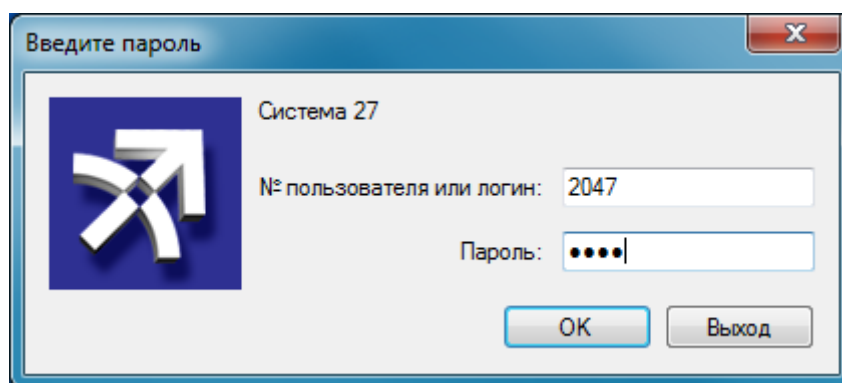 Введите пароль
Система 27
№ пользователя или логин: 2047
Пароль: ●●●●
OK Выход